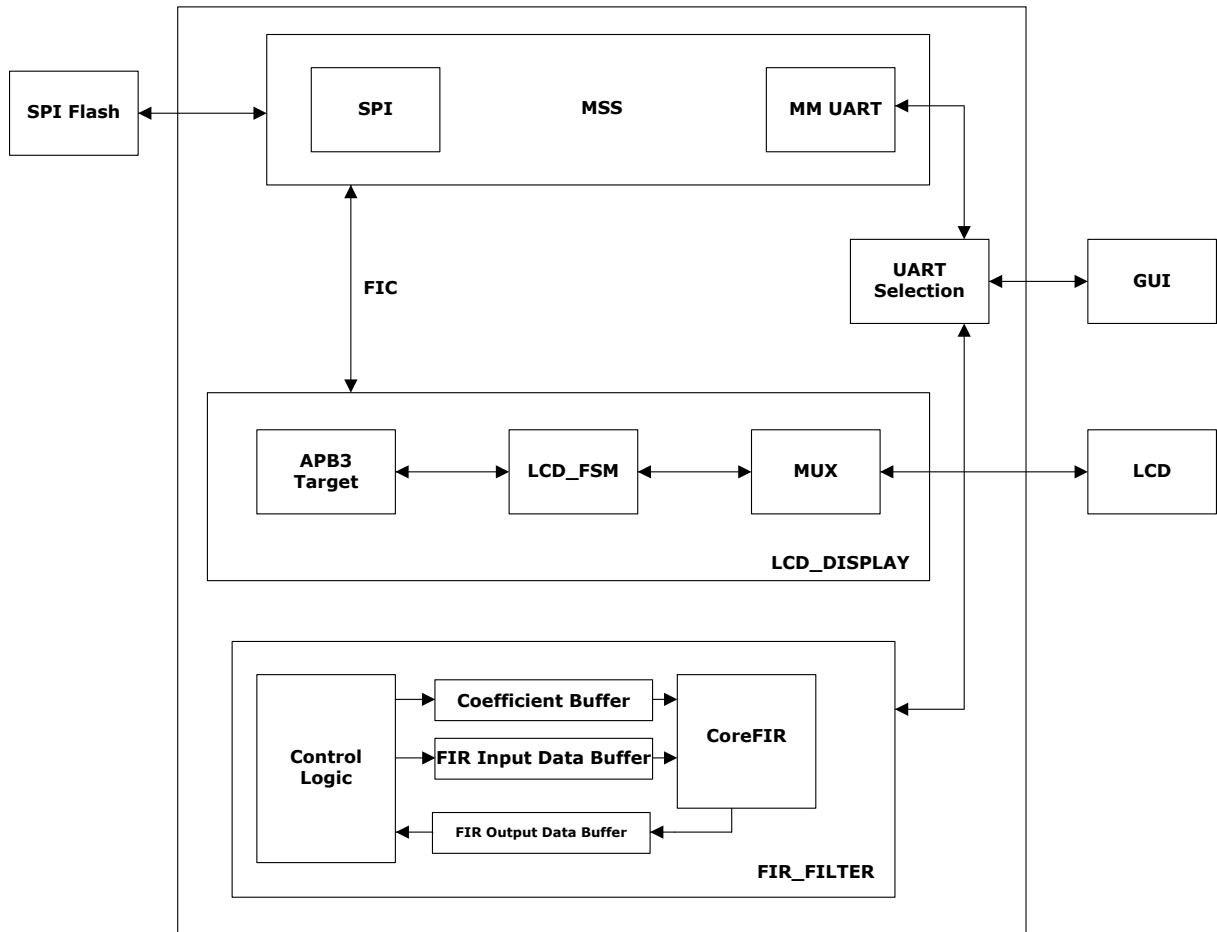 SPI Flash
SPI
MSS
MM UART
FIC
UART
Selection
GUI
APB3
Target
LCD_FSM
MUX
LCD
LCD_DISPLAY
Control
Logic
Coefficient Buffer
FIR Input Data Buffer
FIR Output Data Buffer
CoreFIR
FIR_FILTER